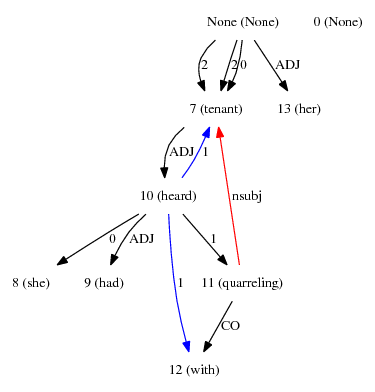 None (None) 0 (None)
2 2 0 ADJ
7 (tenant) 13 (her)
ADJ 1
10 (heard) nsubj
0 ADJ 1
8 (she) 9 (had) 1 11 (quarreling)
CO
12 (with)